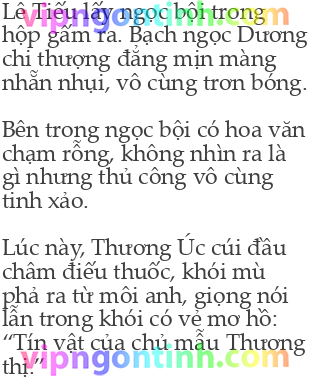 Lê Tiếu lấy ngọc bội trong
vipngontinh.com
hộp gấm ra. Bạch ngọc Dương
chi thượng đẳng mịn màng
nhẵn nhụi, vô cùng trơn bóng.
Bên trong ngọc bội có hoa văn
chạm rỗng, không nhìn ra là
gì nhưng thủ công vô cùng
tinh xảo.
Lúc này, Thương Úc cúi đầu
châm điếu thuốc, khói mù
phả ra từ môi anh, giọng nói
lẫn trong khói có vẻ mơ hồ:
“Tín vật của chủ mẫu Thương
thị.”
vipngontinh.com